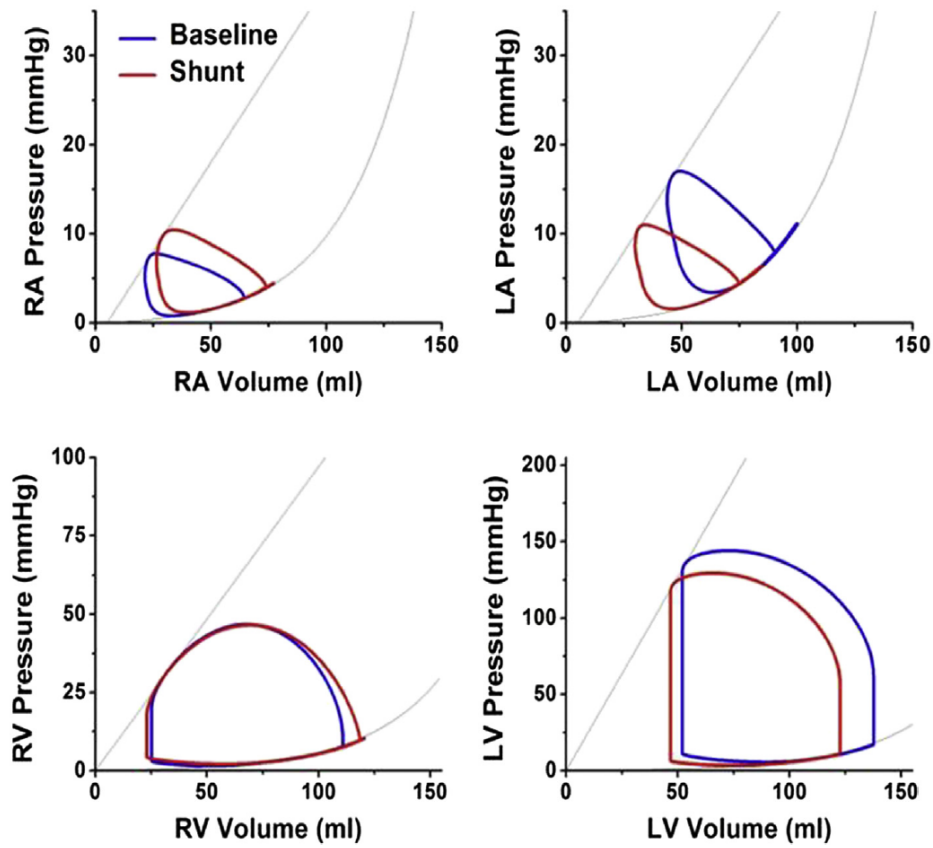 Baseline
Shunt
RA Pressure (mmHg)
30
20
10
0
0 50 100 150
RA Volume (ml)
LA Pressure (mmHg)
30
20
10
0
0 50 100 150
LA Volume (ml)
RV Pressure (mmHg)
100
75
50
25
0
0 50 100 150
RV Volume (ml)
LV Pressure (mmHg)
200
150
100
50
0
0 50 100 150
LV Volume (ml)